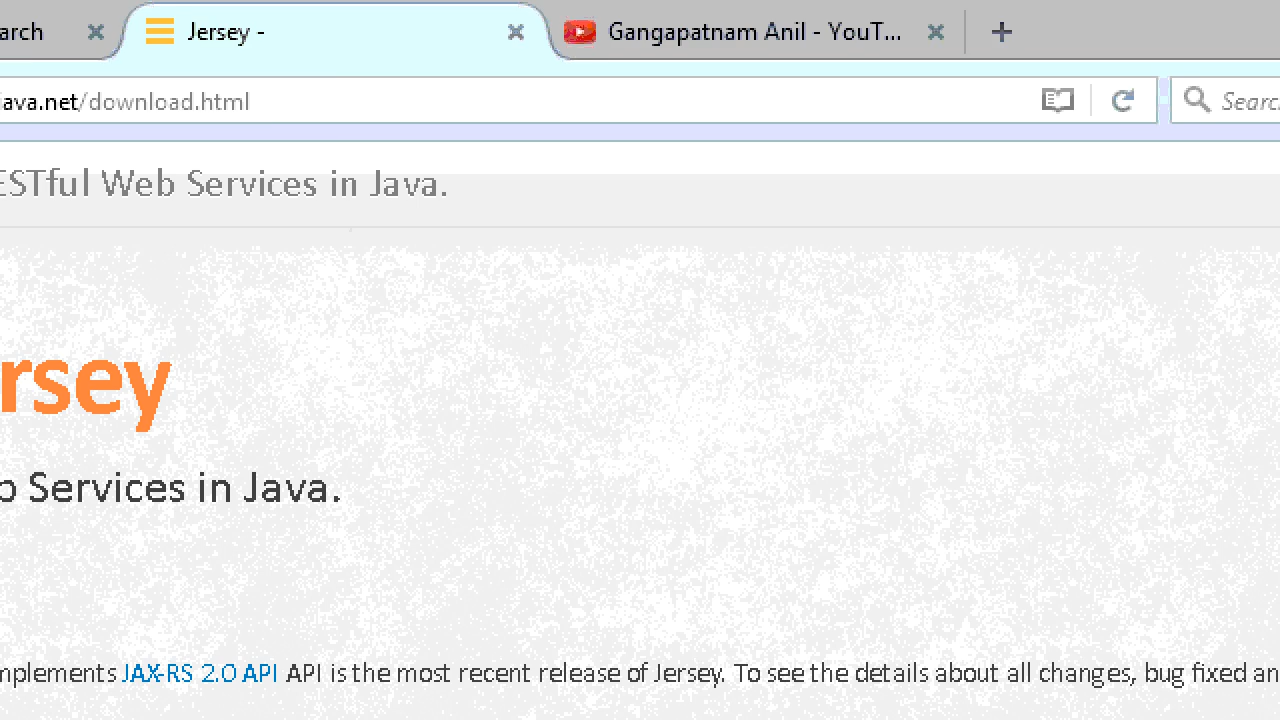 arch
Jersey -
Gangapatnam Anil - YouT...
java.net/download.html
Searc
ESTful Web Services in Java.
rsey
b Services in Java.
mplements JAX-RS 2.0 API API is the most recent release of Jersey. To see the details about all changes, bug fixed an